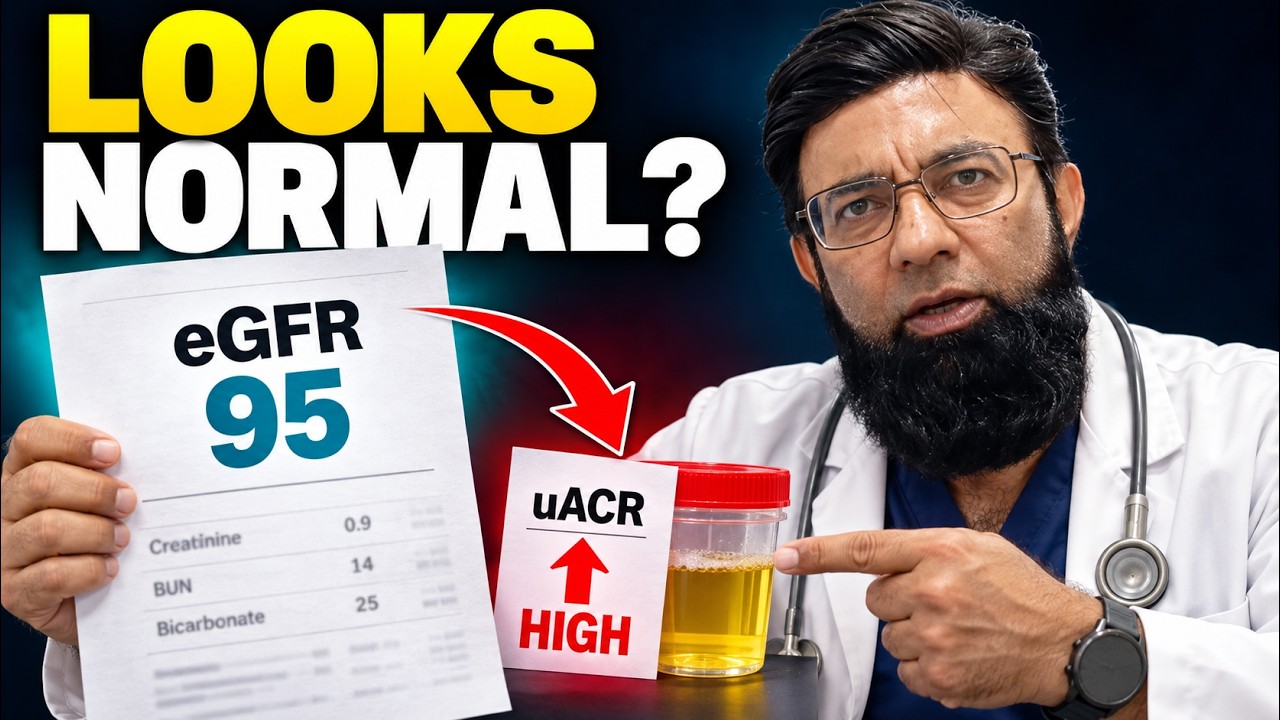 LOOKS
NORMAL?
eGFR
95
Creatinine 0.9
BUN 14
Bicarbonate 25
uACR
HIGH